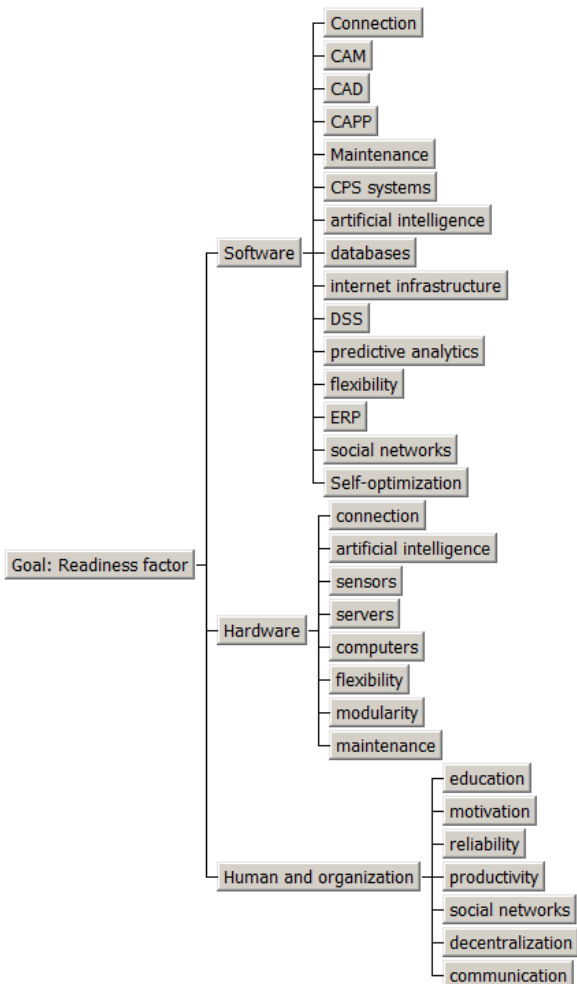 Goal: Readiness factor
Software
Connection
CAM
CAD
CAPP
Maintenance
CPS systems
artificial intelligence
databases
internet infrastructure
DSS
predictive analytics
flexibility
ERP
social networks
Self-optimization
Hardware
connection
artificial intelligence
sensors
servers
computers
flexibility
modularity
maintenance
Human and organization
education
motivation
reliability
productivity
social networks
decentralization
communication